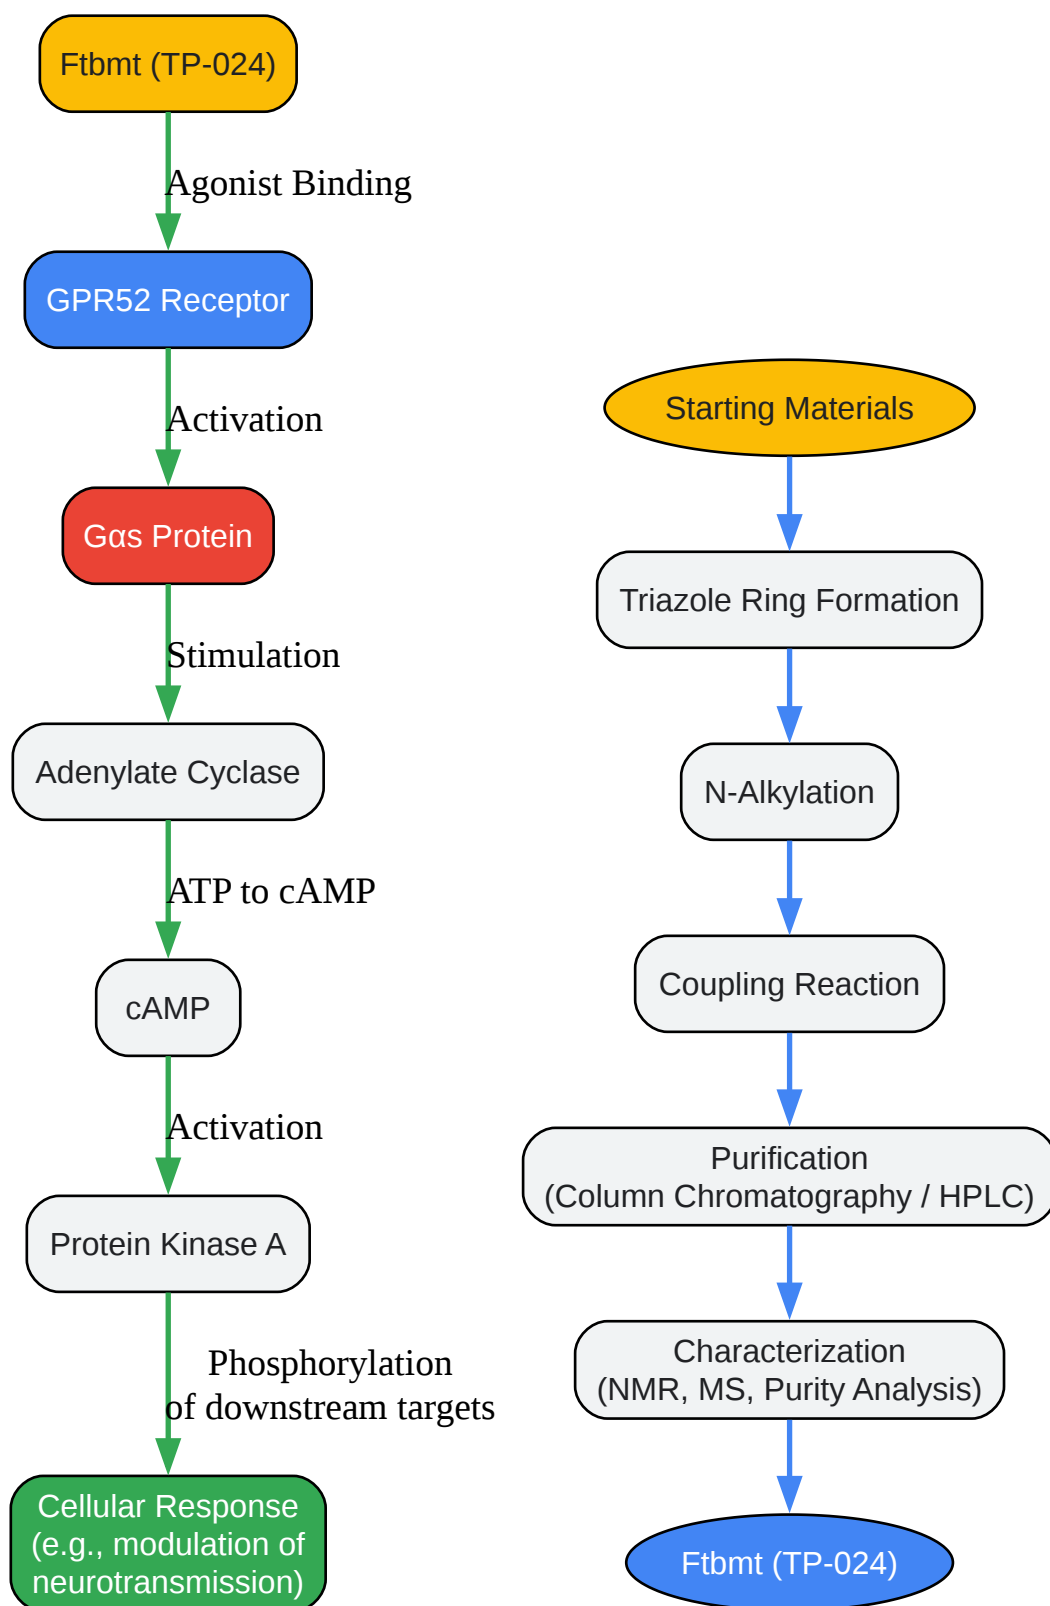 Ftbmt (TP-024)
Agonist Binding
GPR52 Receptor
Activation
Gαs Protein
Stimulation
Adenylate Cyclase
ATP to cAMP
cAMP
Activation
Protein Kinase A
Phosphorylation
of downstream targets
Cellular Response
(e.g., modulation of
neurotransmission)
Starting Materials
Triazole Ring Formation
N-Alkylation
Coupling Reaction
Purification
(Column Chromatography / HPLC)
Characterization
(NMR, MS, Purity Analysis)
Ftbmt (TP-024)